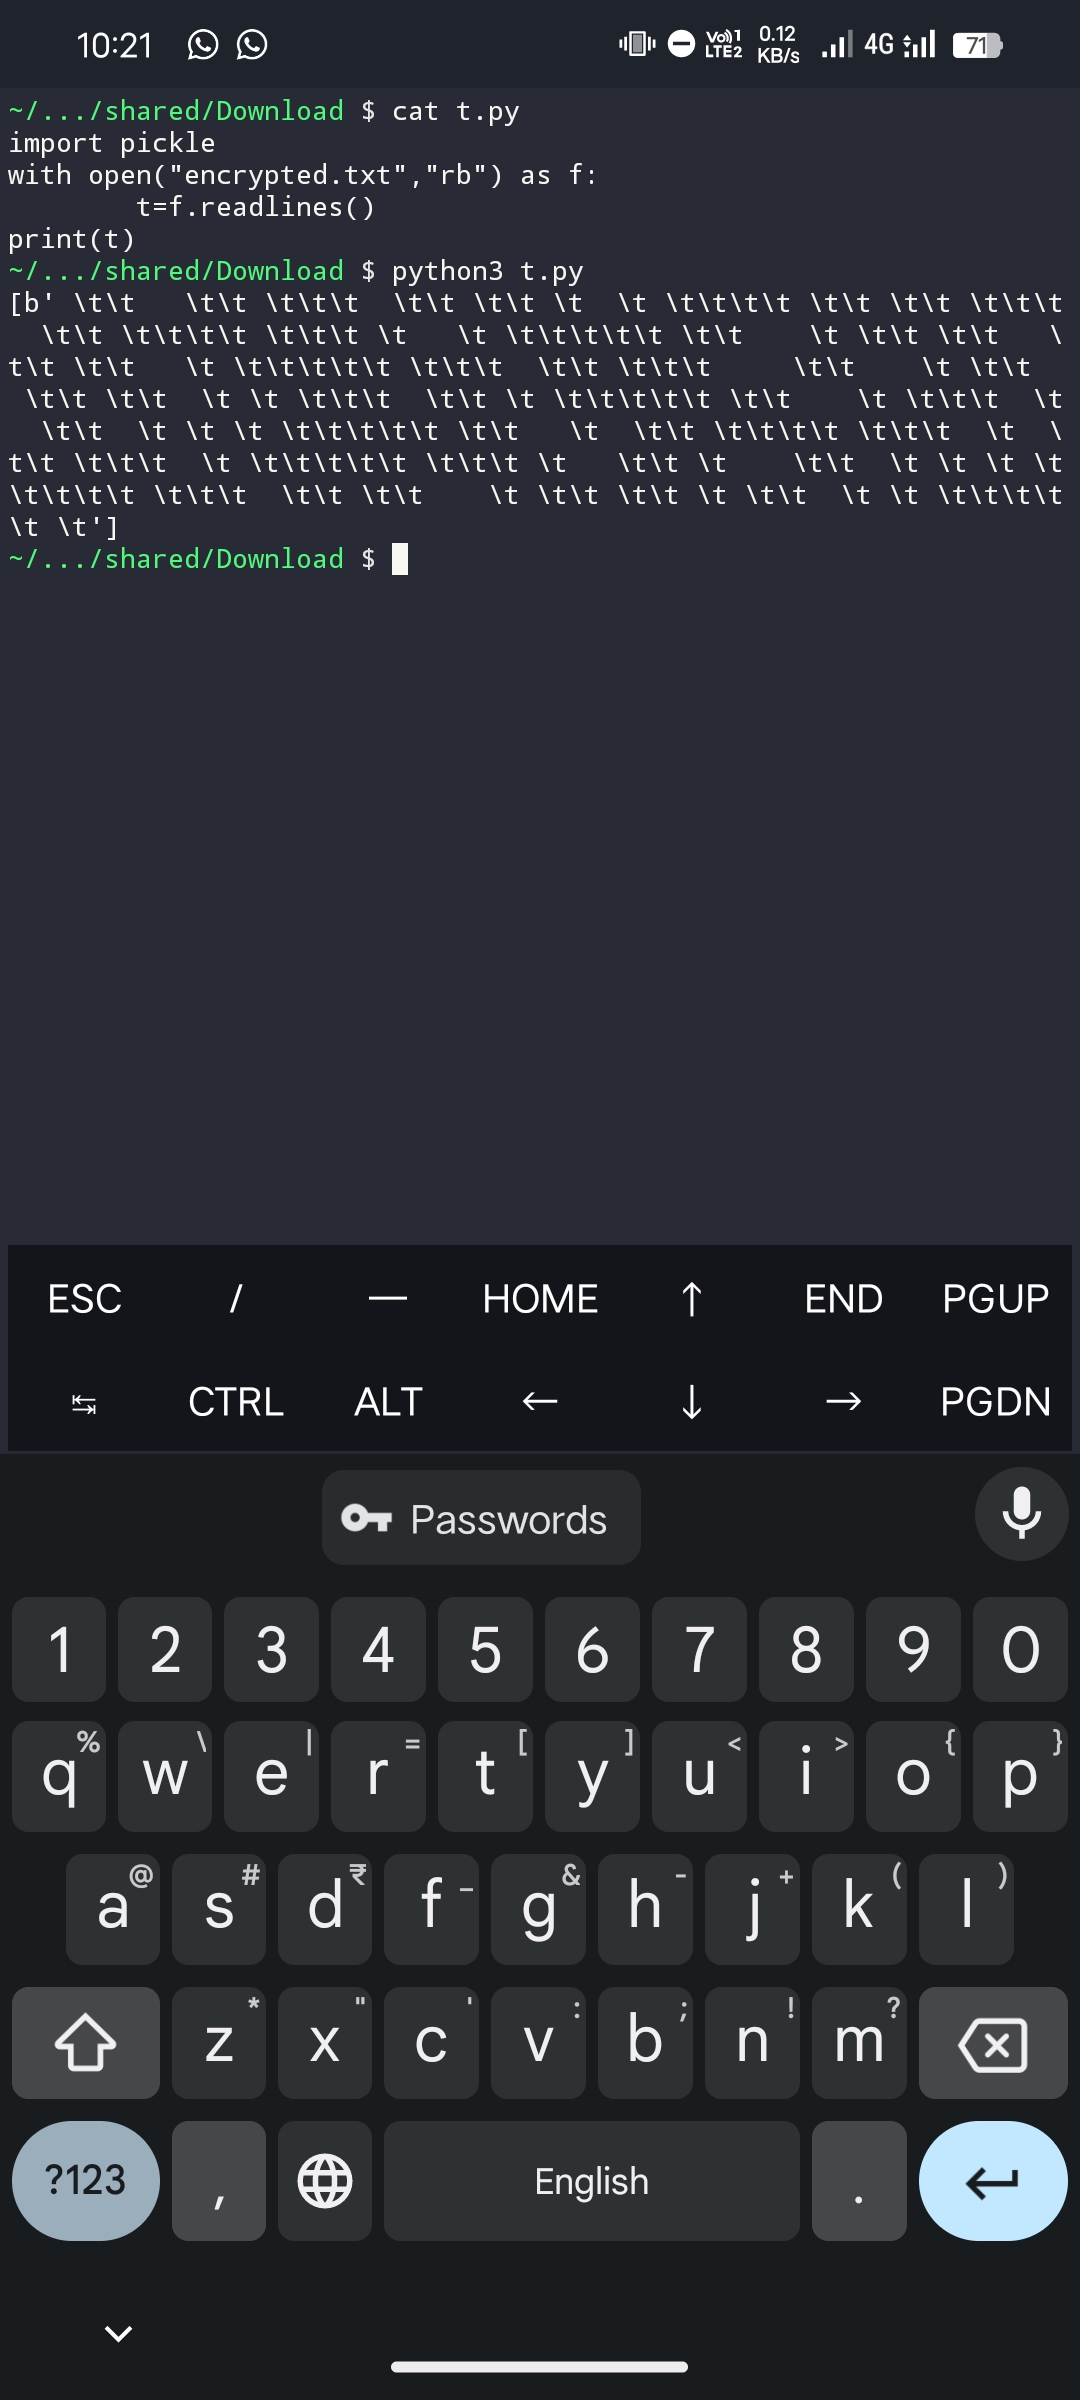 10:21
Vo))1 LTE2
0.12 KB/s
4G
71
~/.../shared/Download $ cat t.py
import pickle
with open("encrypted.txt","rb") as f:
        t=f.readlines()
print(t)
~/.../shared/Download $ python3 t.py
[b' \t\t   \t\t \t\t\t  \t\t \t\t \t  \t \t\t\t\t \t\t \t\t \t\t\t
  \t\t \t\t\t\t \t\t\t \t   \t \t\t\t\t\t \t\t    \t \t\t \t\t   \
t\t \t\t   \t \t\t\t\t\t \t\t\t  \t\t \t\t\t     \t\t    \t \t\t 
 \t\t \t\t  \t \t \t\t\t  \t\t \t \t\t\t\t\t \t\t    \t \t\t\t  \t
  \t\t  \t \t \t \t\t\t\t\t \t\t   \t  \t\t \t\t\t\t \t\t\t  \t  \
t\t \t\t\t  \t \t\t\t\t\t \t\t\t \t   \t\t \t    \t\t  \t \t \t \t
\t\t\t\t \t\t\t  \t\t \t\t    \t \t\t \t\t \t \t\t  \t \t \t\t\t\t
\t \t']
~/.../shared/Download $
ESC / — HOME ↑ END PGUP
↹ CTRL ALT ← ↓ → PGDN
Passwords
1 2 3 4 5 6 7 8 9 0
% \ | = [ ] < > { }
q w e r t y u i o p
@ # ₹ _ & - + ( )
a s d f g h j k l
* " ' : ; ! ?
z x c v b n m
?123 , English .